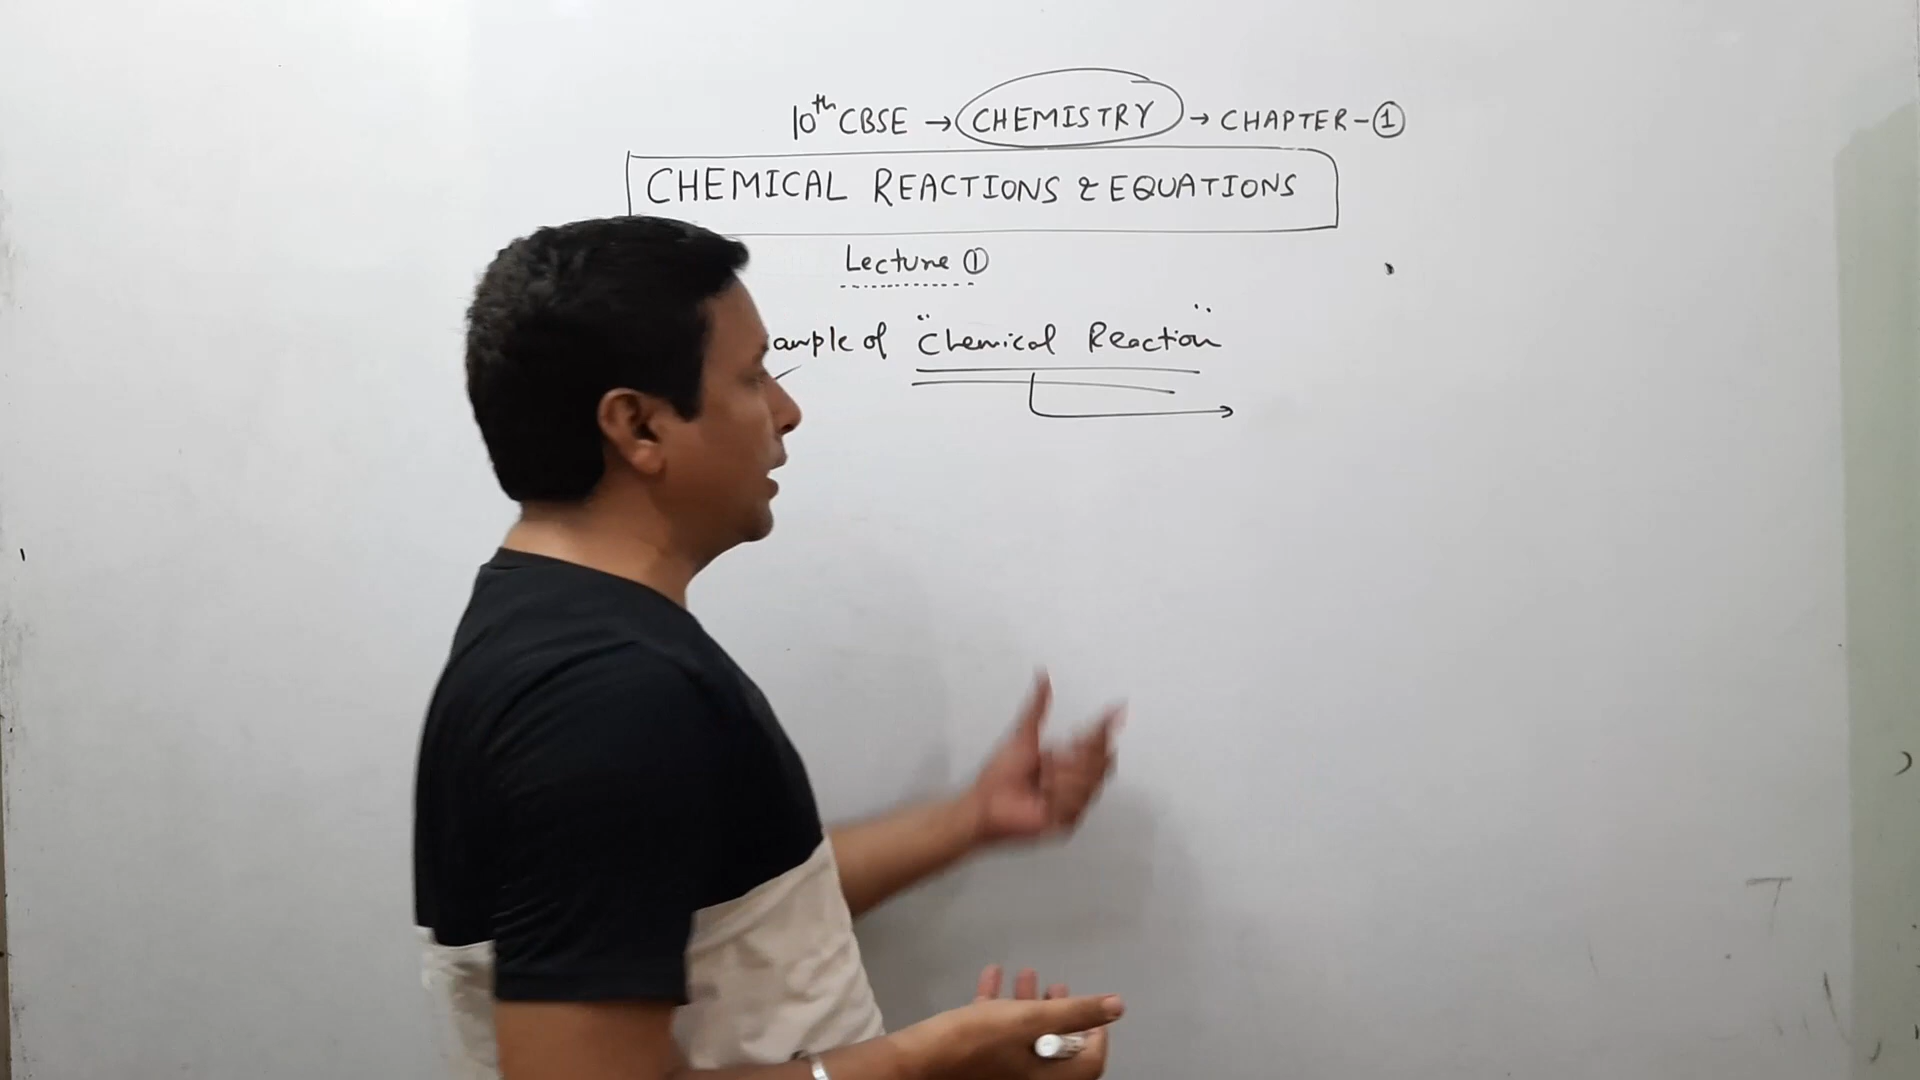 10th CBSE → CHEMISTRY → CHAPTER-①
CHEMICAL REACTIONS & EQUATIONS
Lecture ①
ample of "Chemical Reaction"